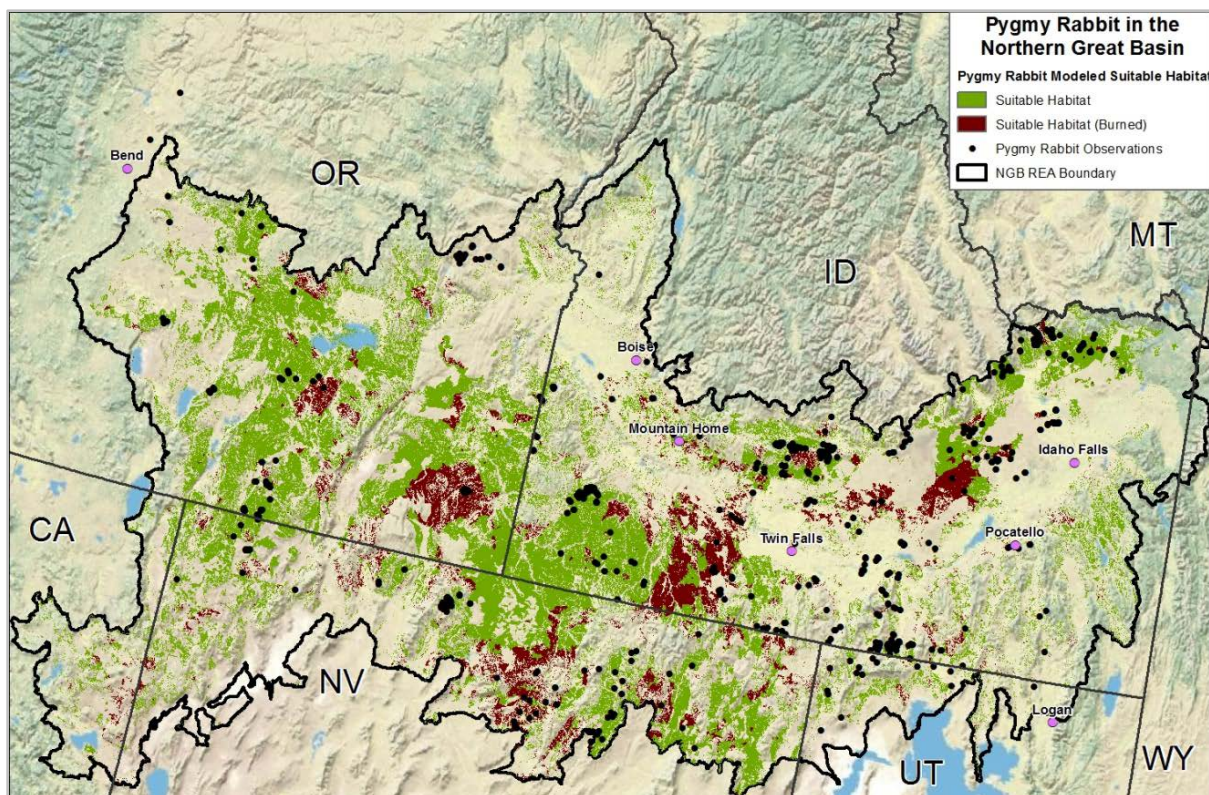 Pygmy Rabbit in the
Northern Great Basin
Pygmy Rabbit Modeled Suitable Habitat
Suitable Habitat
Suitable Habitat (Burned)
Pygmy Rabbit Observations
NGB REA Boundary
Bend
OR
MT
ID
Boise
Mountain Home
Idaho Falls
CA
Twin Falls
Pocatello
NV
Logan
UT
WY